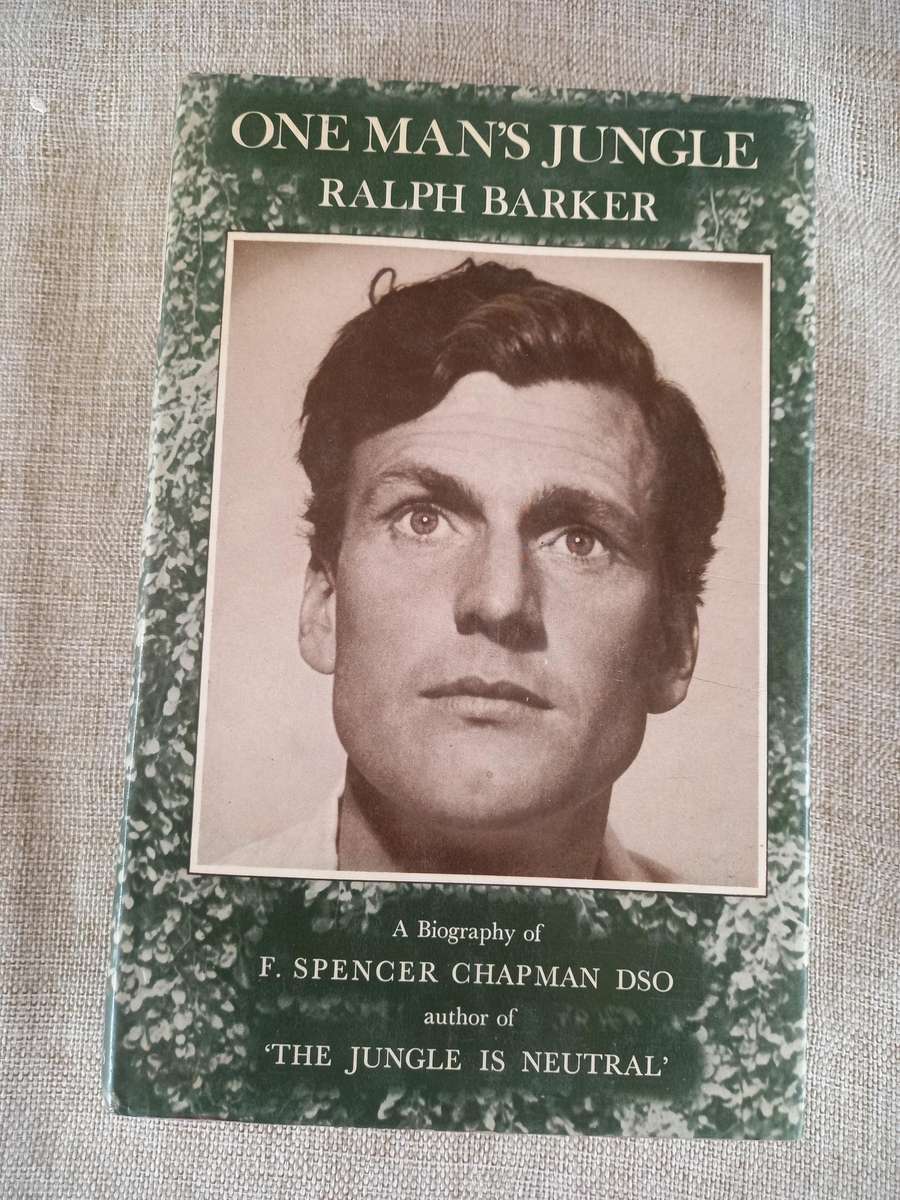 ONE MAN'S JUNGLE
RALPH BARKER
A Biography of
F. SPENCER CHAPMAN DSO
author of
'THE JUNGLE IS NEUTRAL'